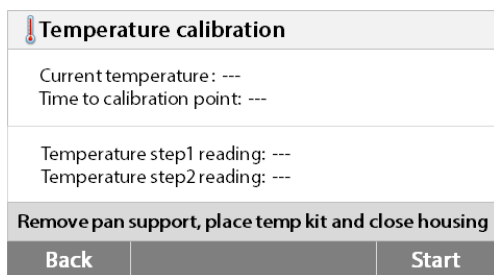 Temperature calibration
Current temperature: ---
Time to calibration point: ---
Temperature step1 reading: ---
Temperature step2 reading: ---
Remove pan support, place temp kit and close housing
Back Start